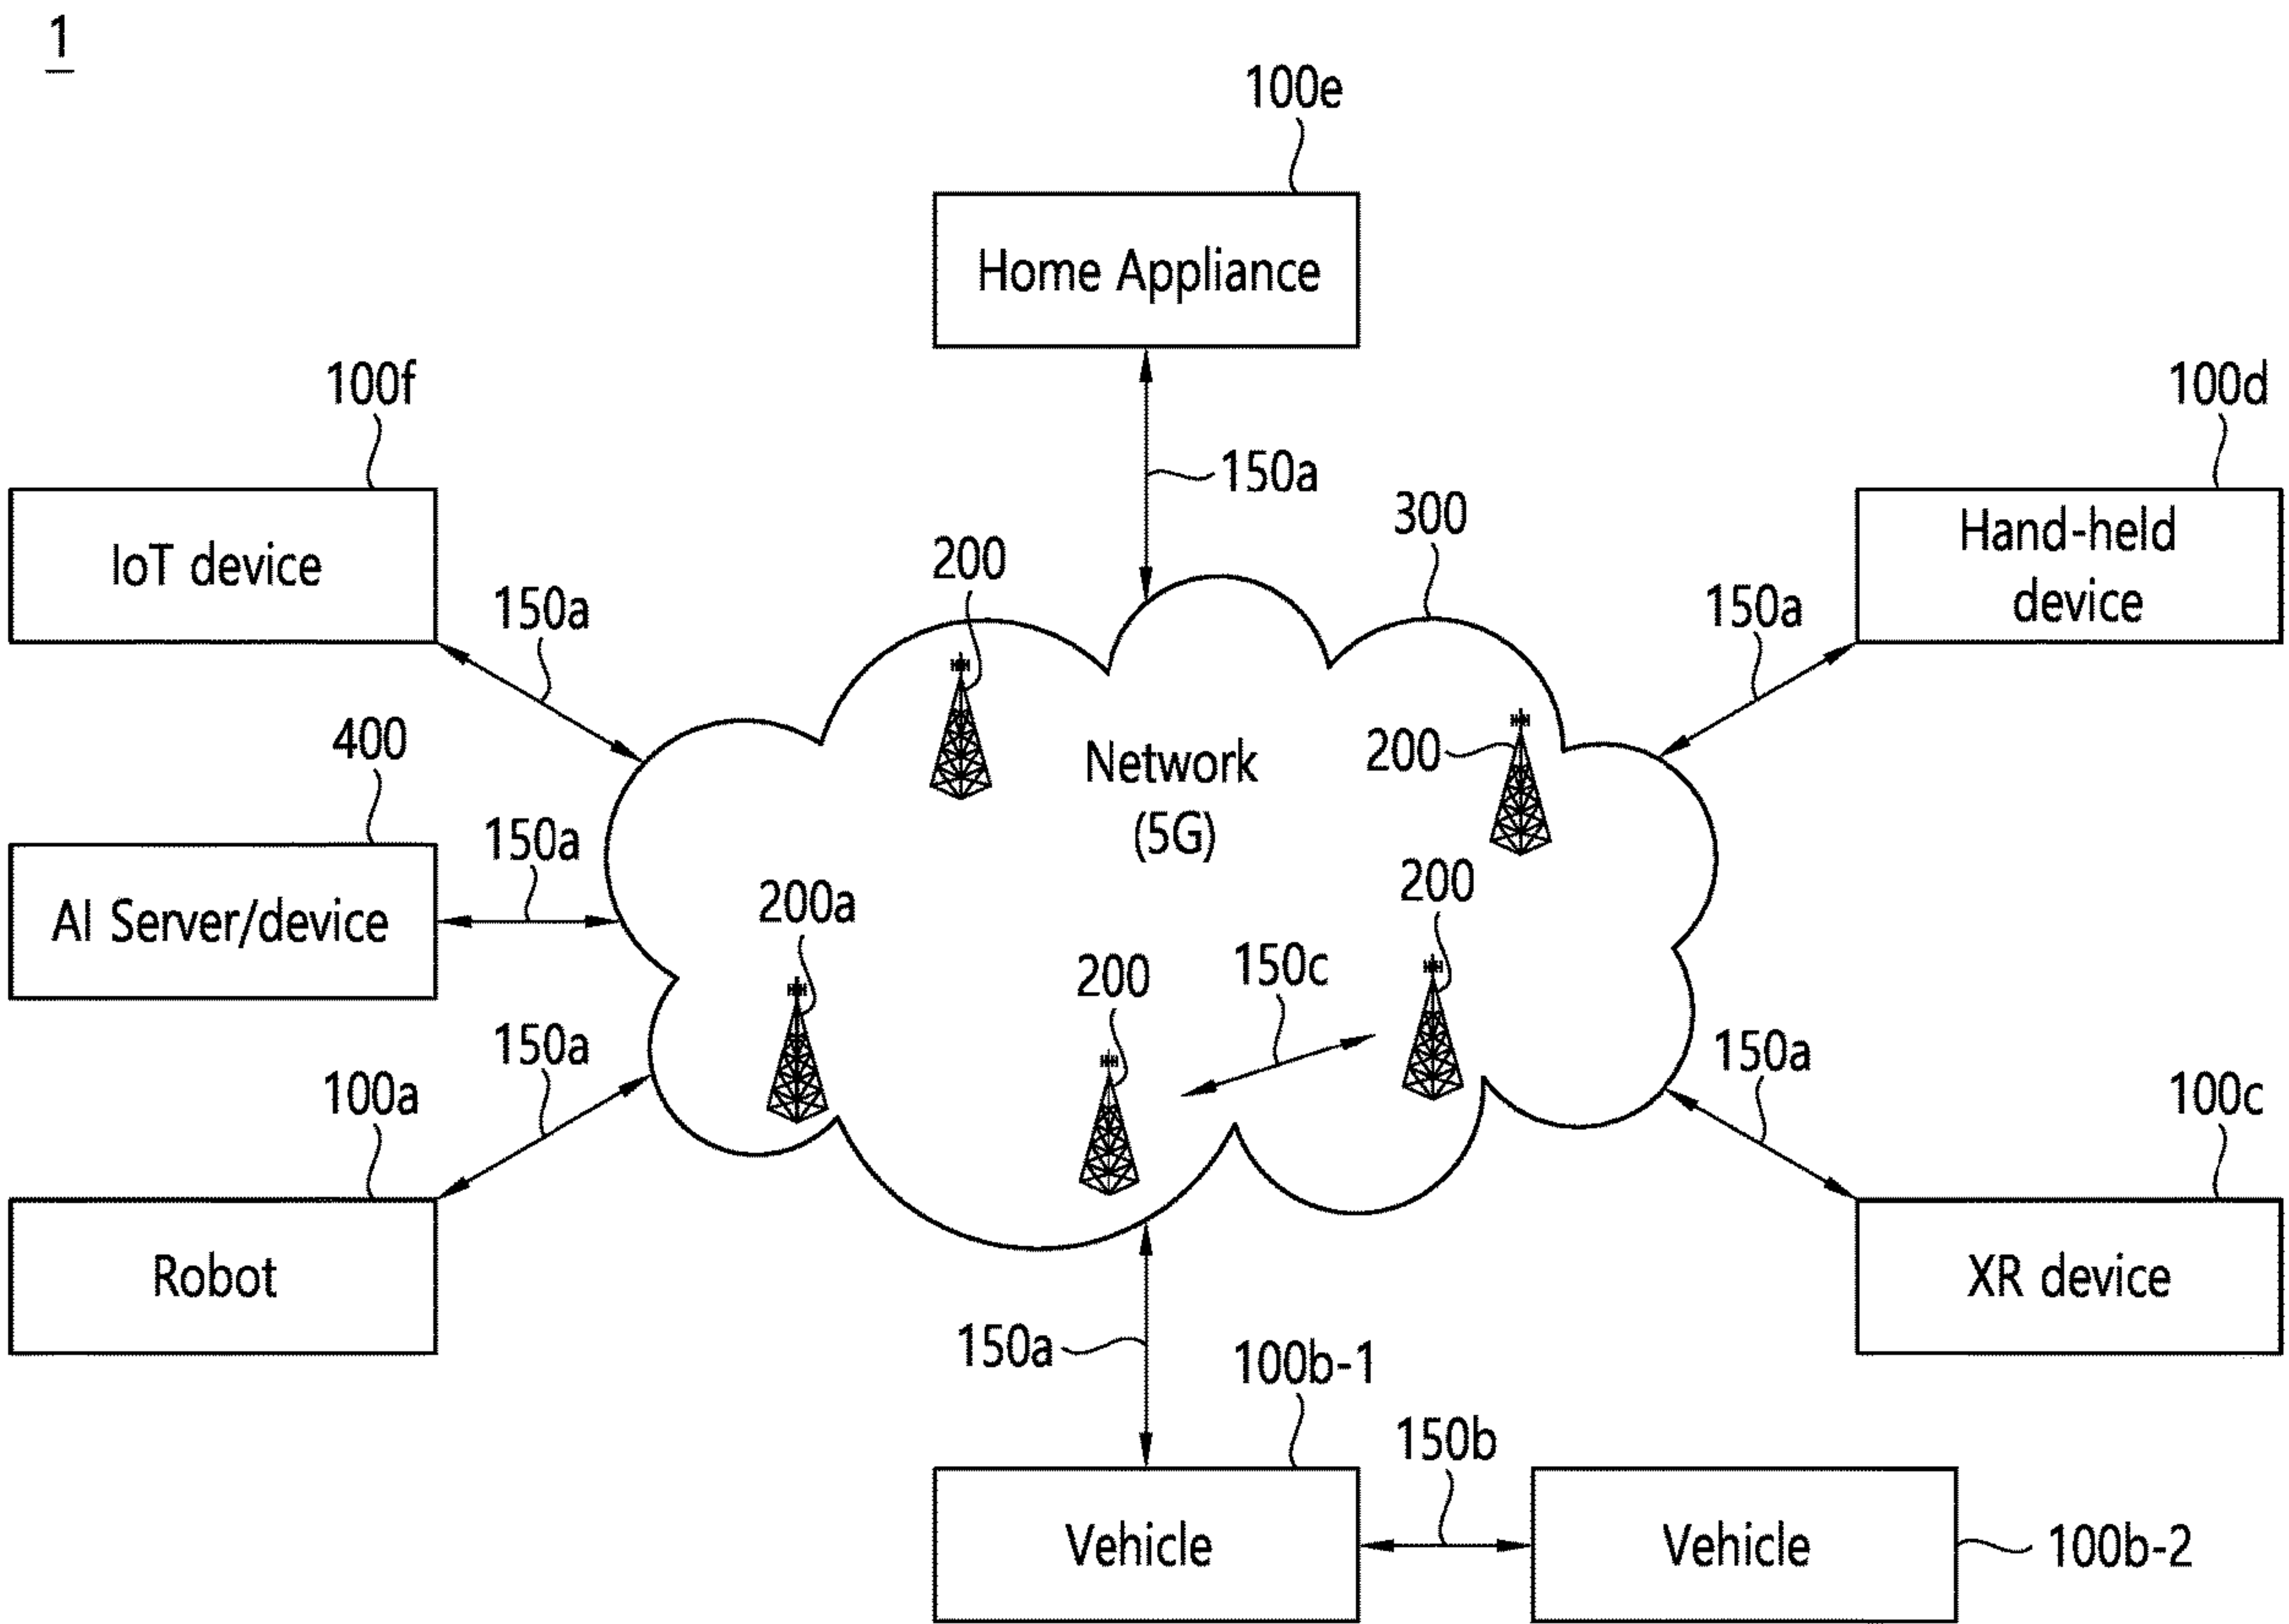 1
100e
Home Appliance
100f
100d
150a
IoT device
200
300
Hand-held
device
150a
150a
400
Network
(5G)
200
AI Server/device
150a
200a
200
200
150c
100a
150a
150a
100c
Robot
XR device
150a
100b-1
150b
Vehicle
Vehicle
100b-2